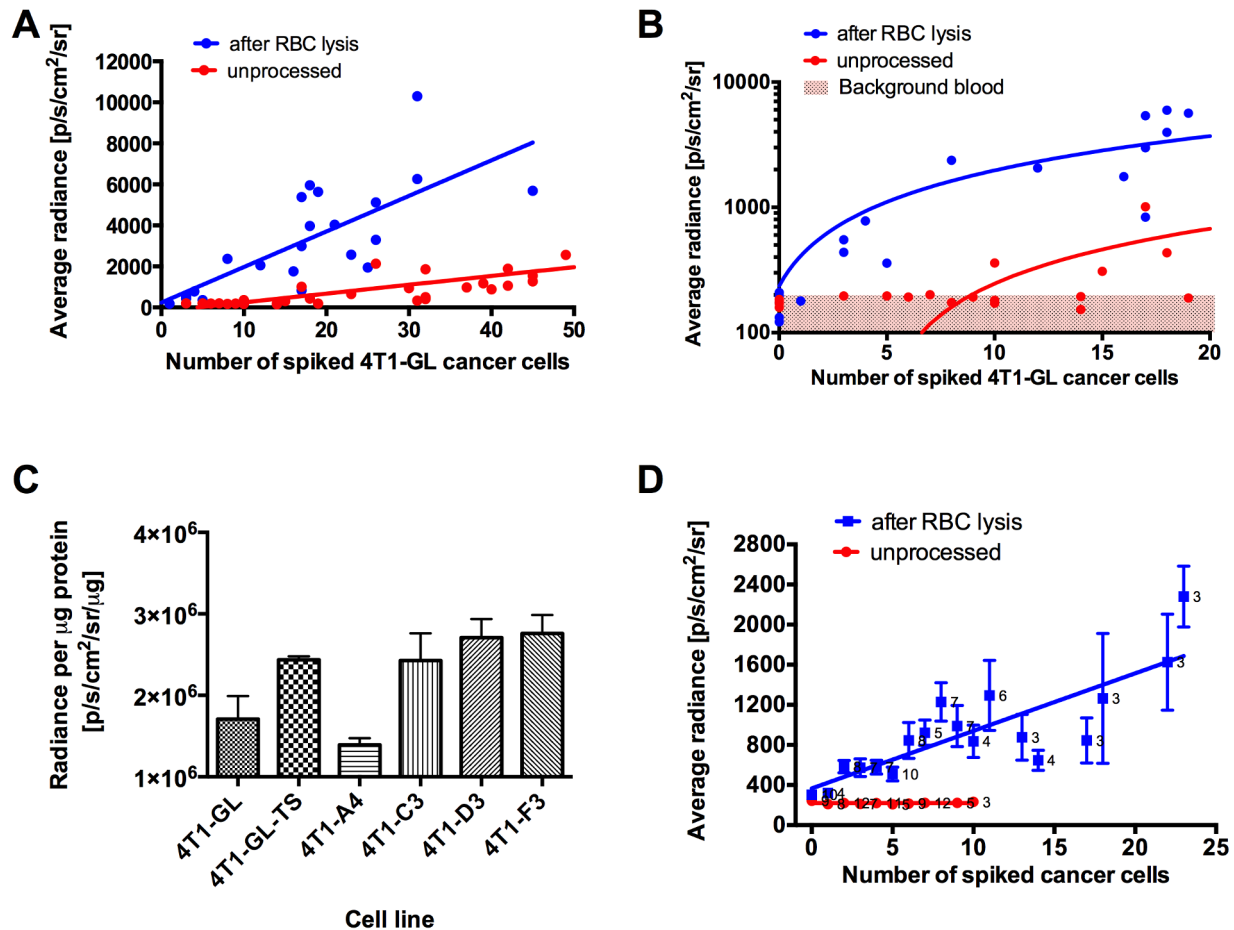 A
after RBC lysis
unprocessed
Average radiance [p/s/cm2/sr]
12000
10000
8000
6000
4000
2000
0
0 10 20 30 40 50
Number of spiked 4T1-GL cancer cells
B
after RBC lysis
unprocessed
Background blood
Average radiance [p/s/cm2/sr]
10000
1000
100
0 5 10 15 20
Number of spiked 4T1-GL cancer cells
C
Radiance per µg protein
[p/s/cm2/sr/µg]
4×10⁶
3×10⁶
2×10⁶
1×10⁶
4T1-GL
4T1-GL-TS
4T1-A4
4T1-C3
4T1-D3
4T1-F3
Cell line
D
after RBC lysis
unprocessed
Average radiance [p/s/cm2/sr]
2800
2400
2000
1600
1200
800
400
0
3
3
3
3
3
4
4
6
7
7
5
10
4
12
12
5
3
0 5 10 15 20 25
Number of spiked cancer cells